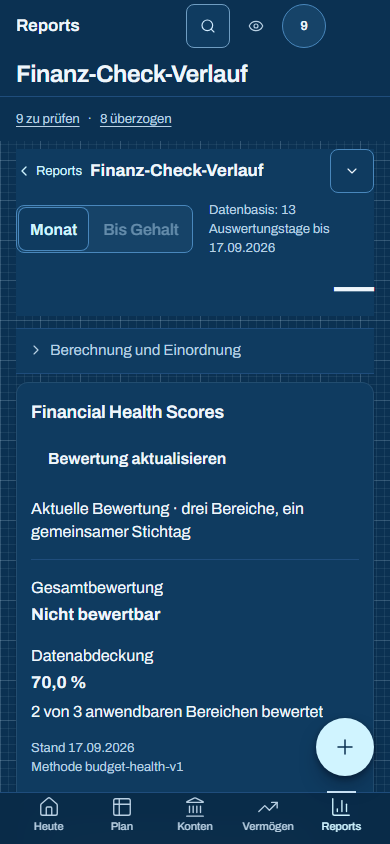 Reports
9
Finanz-Check-Verlauf
9 zu prüfen · 8 überzogen
Reports Finanz-Check-Verlauf
Monat
Bis Gehalt
Datenbasis: 13
Auswertungstage bis
17.09.2026
Berechnung und Einordnung
Financial Health Scores
Bewertung aktualisieren
Aktuelle Bewertung · drei Bereiche, ein
gemeinsamer Stichtag
Gesamtbewertung
Nicht bewertbar
Datenabdeckung
70,0 %
2 von 3 anwendbaren Bereichen bewertet
Stand 17.09.2026
Methode budget-health-v1
Heute
Plan
Konten
Vermögen
Reports